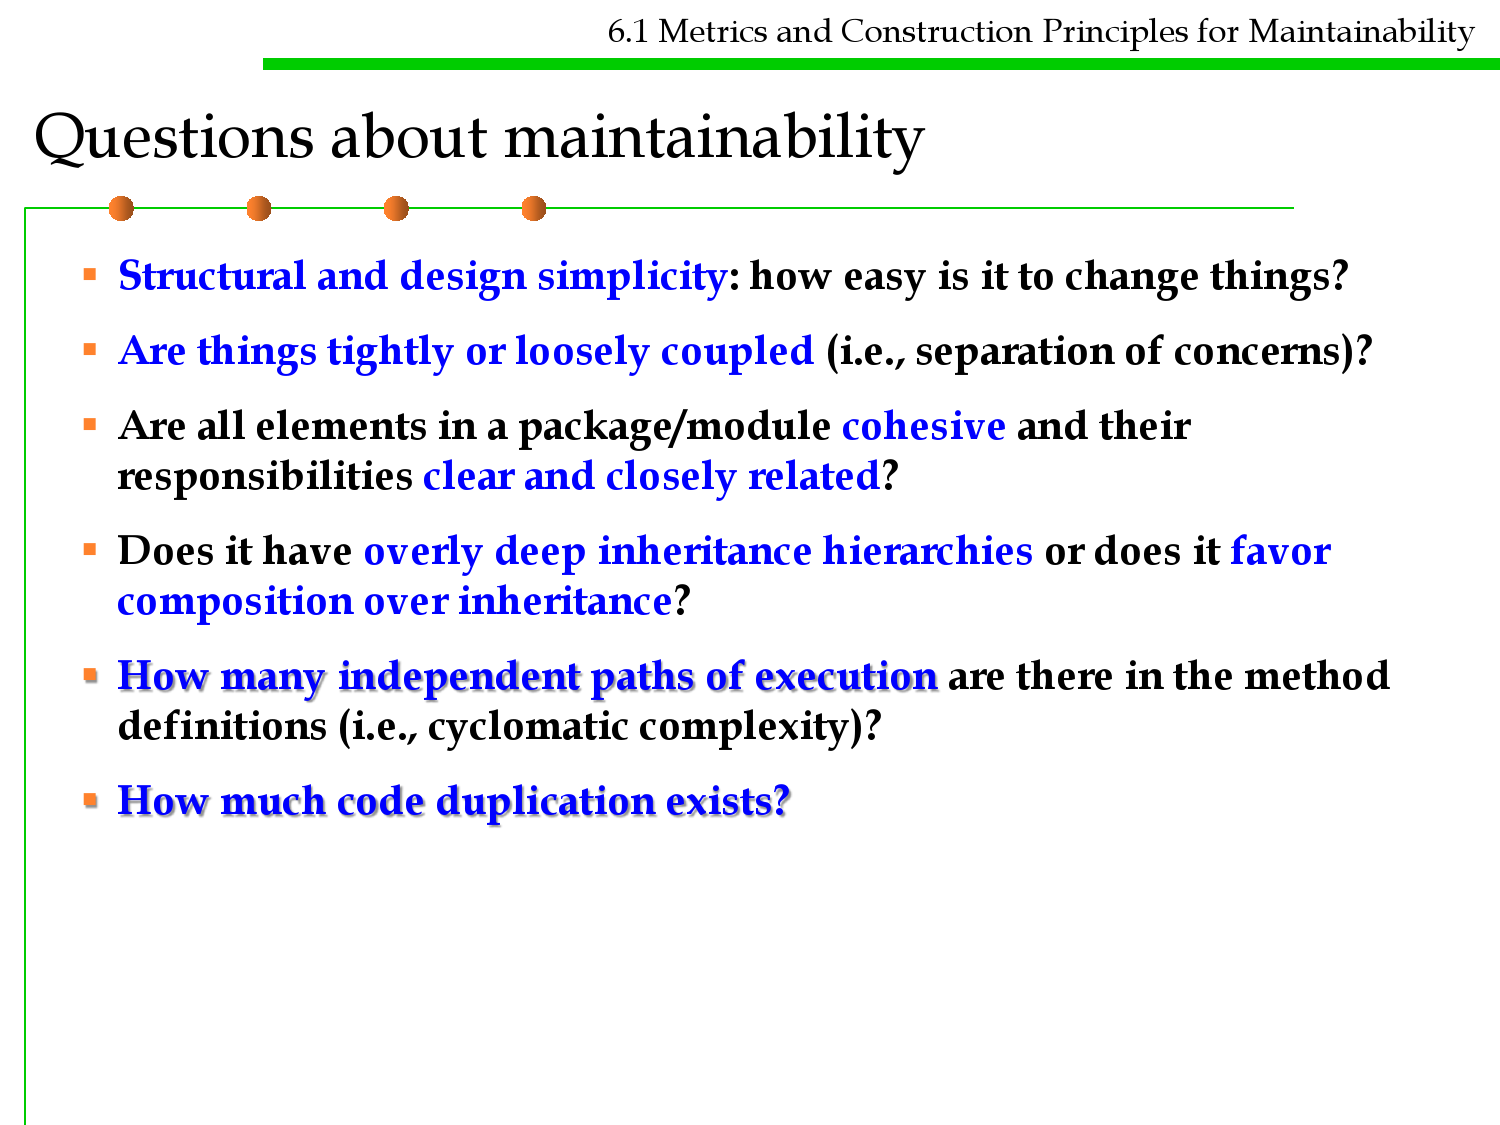 6.1 Metrics and Construction Principles for Maintainability
Questions about maintainability
Structural and design simplicity: how easy is it to change things?
Are things tightly or loosely coupled (i.e., separation of concerns)?
Are all elements in a package/module cohesive and their
responsibilities clear and closely related?
Does it have overly deep inheritance hierarchies or does it favor
composition over inheritance?
How many independent paths of execution are there in the method
definitions (i.e., cyclomatic complexity)?
How much code duplication exists?